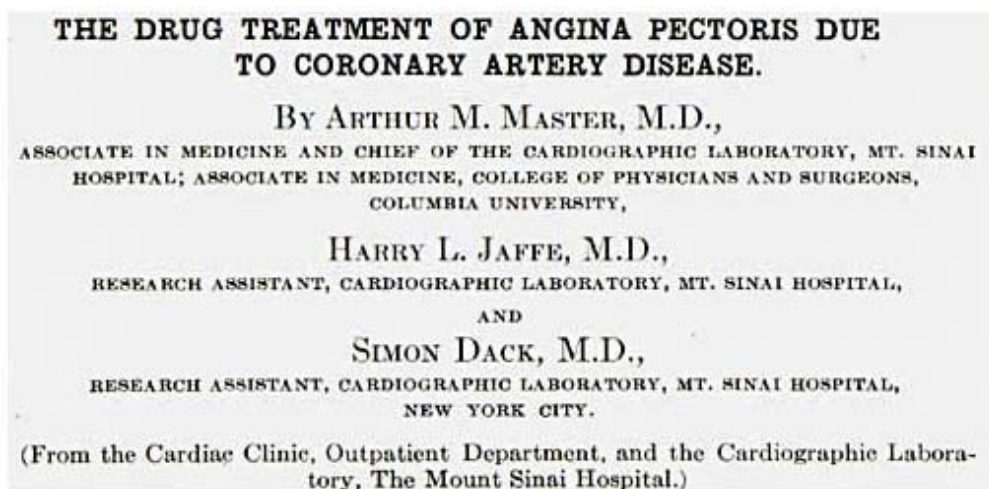 THE DRUG TREATMENT OF ANGINA PECTORIS DUE
TO CORONARY ARTERY DISEASE.
BY ARTHUR M. MASTER, M.D.,
ASSOCIATE IN MEDICINE AND CHIEF OF THE CARDIOGRAPHIC LABORATORY, MT. SINAI
HOSPITAL; ASSOCIATE IN MEDICINE, COLLEGE OF PHYSICIANS AND SURGEONS,
COLUMBIA UNIVERSITY,
HARRY L. JAFFE, M.D.,
RESEARCH ASSISTANT, CARDIOGRAPHIC LABORATORY, MT. SINAI HOSPITAL,
AND
SIMON DACK, M.D.,
RESEARCH ASSISTANT, CARDIOGRAPHIC LABORATORY, MT. SINAI HOSPITAL,
NEW YORK CITY.
(From the Cardiac Clinic, Outpatient Department, and the Cardiographic Labora-
tory, The Mount Sinai Hospital.)